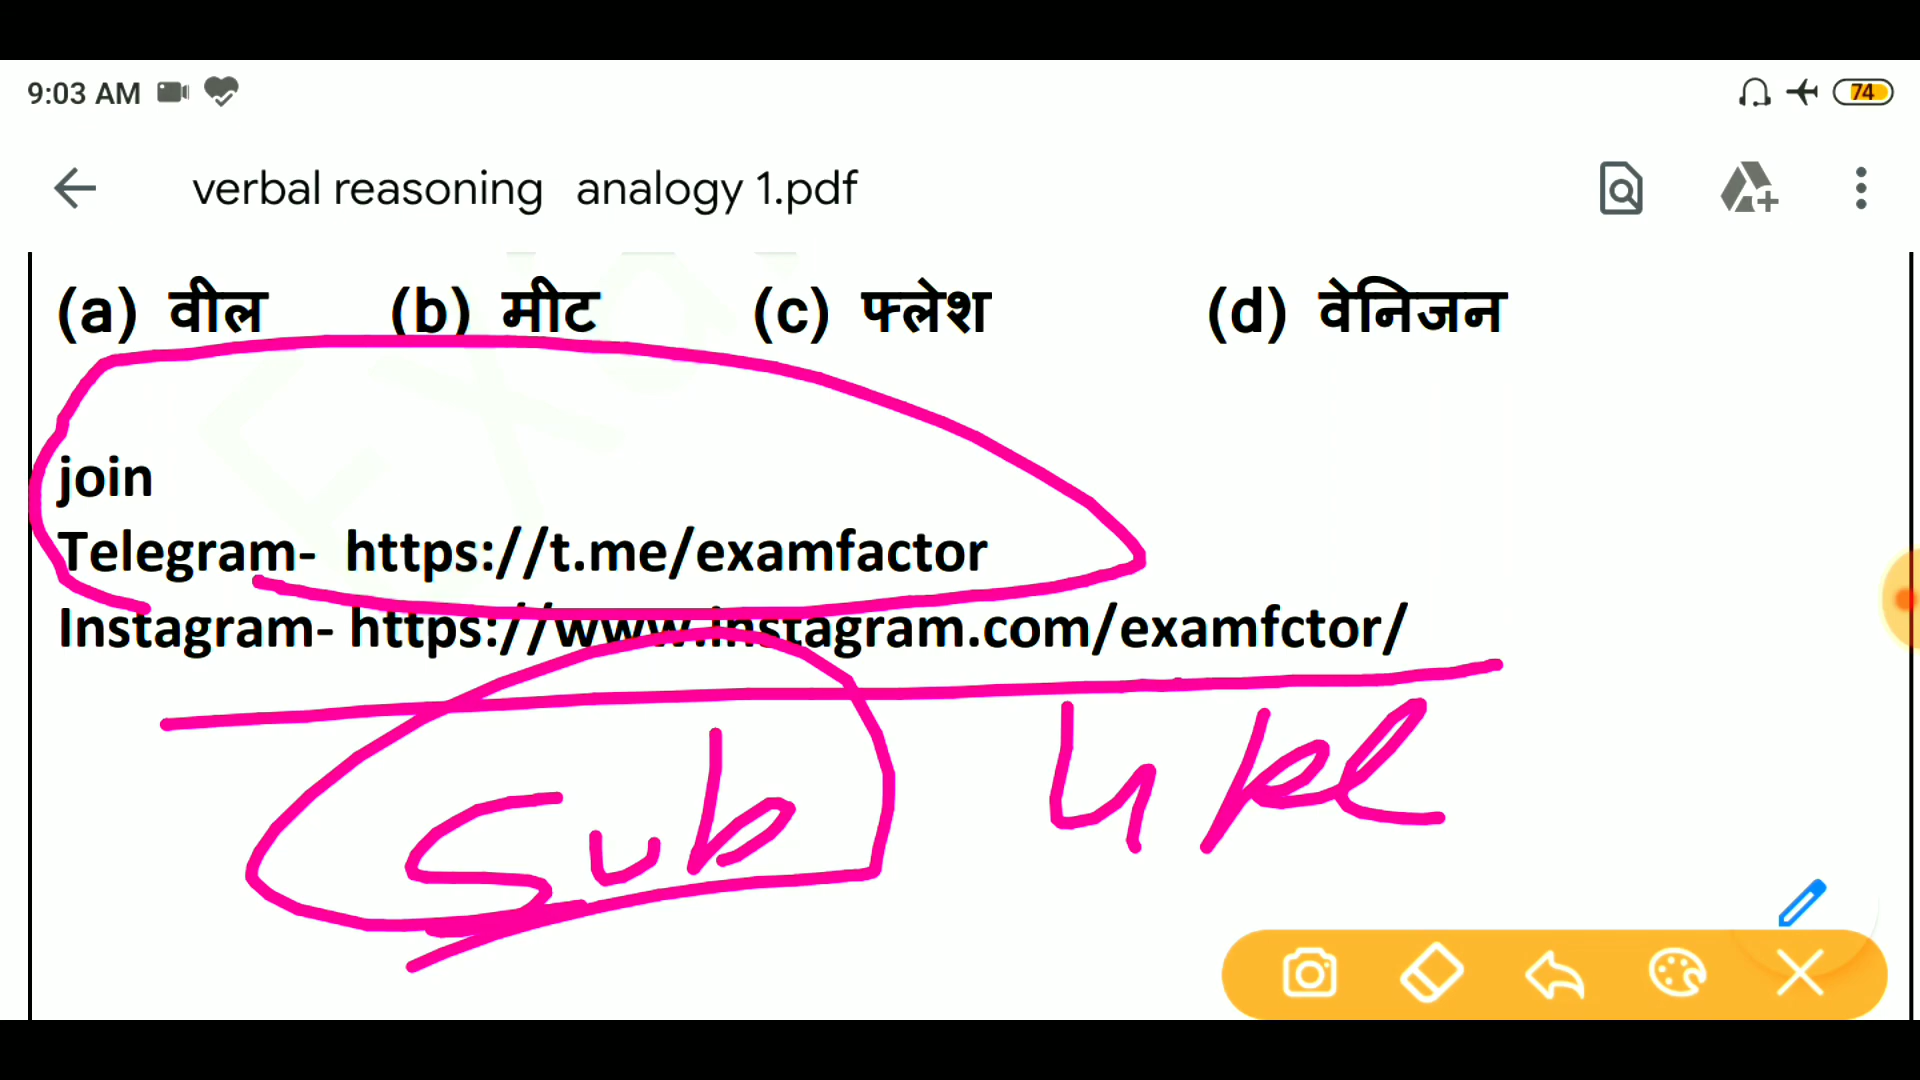 9:03 AM 74
verbal reasoning analogy 1.pdf
(a) वील (b) मीट (c) फ्लेश (d) वेनिजन
join
Telegram- https://t.me/examfactor
Instagram- https://www.instagram.com/examfctor/
Sub